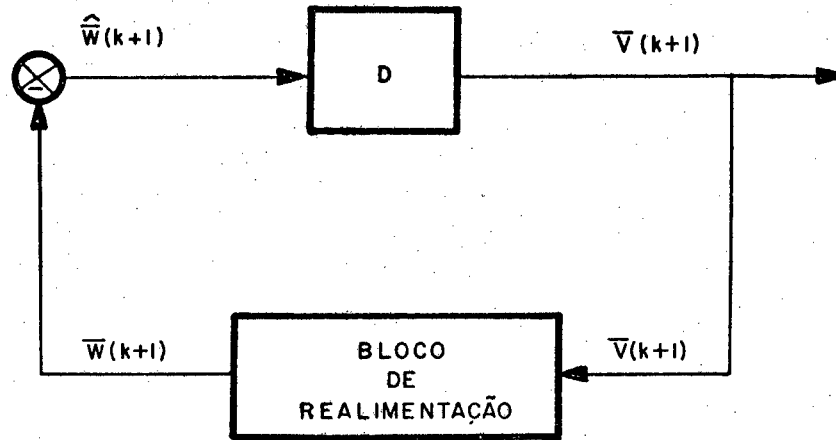 Ŵ̄(k+1)
V̄(k+1)
D
W̄(k+1)
BLOCO
DE
REALIMENTAÇÃO
V̄(k+1)